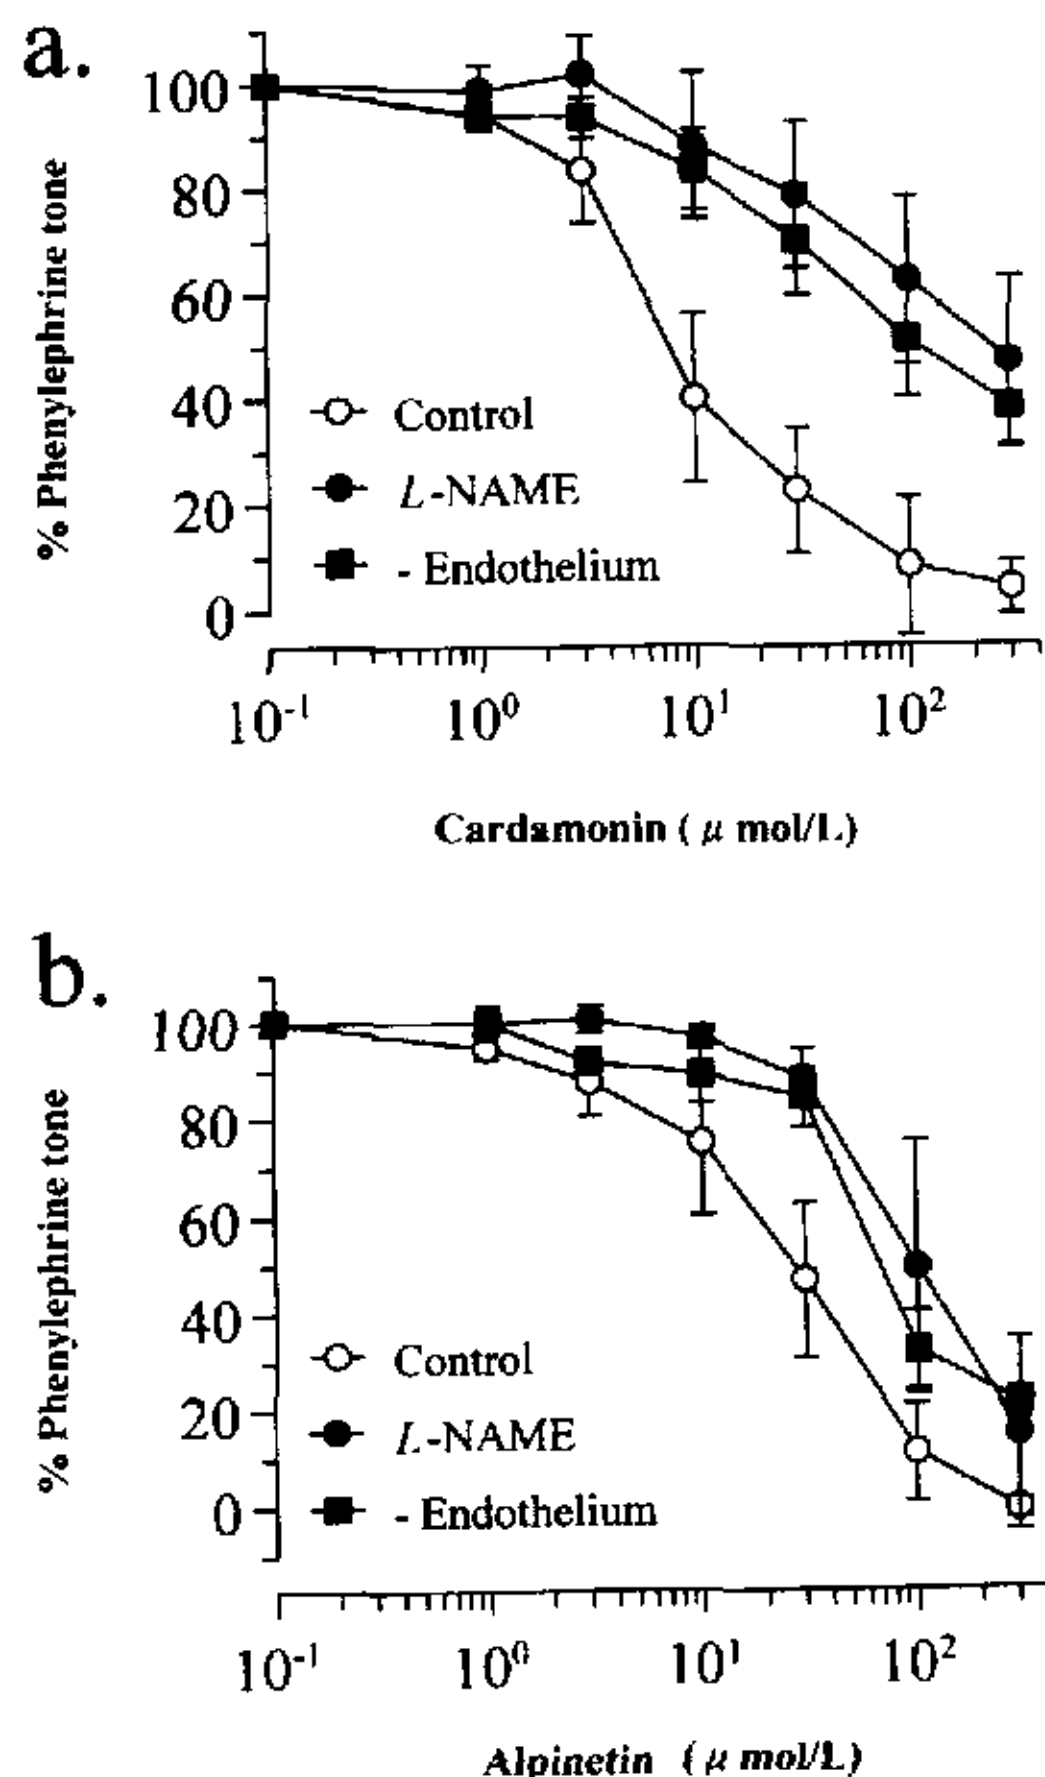 a.
100
80
60
40
20
0
% Phenylephrine tone
Control
L-NAME
- Endothelium
10-1 100 101 102
Cardamonin ( μ mol/L)
b.
100
80
60
40
20
0
% Phenylephrine tone
Control
L-NAME
- Endothelium
10-1 100 101 102
Alpinetin ( μ mol/L)